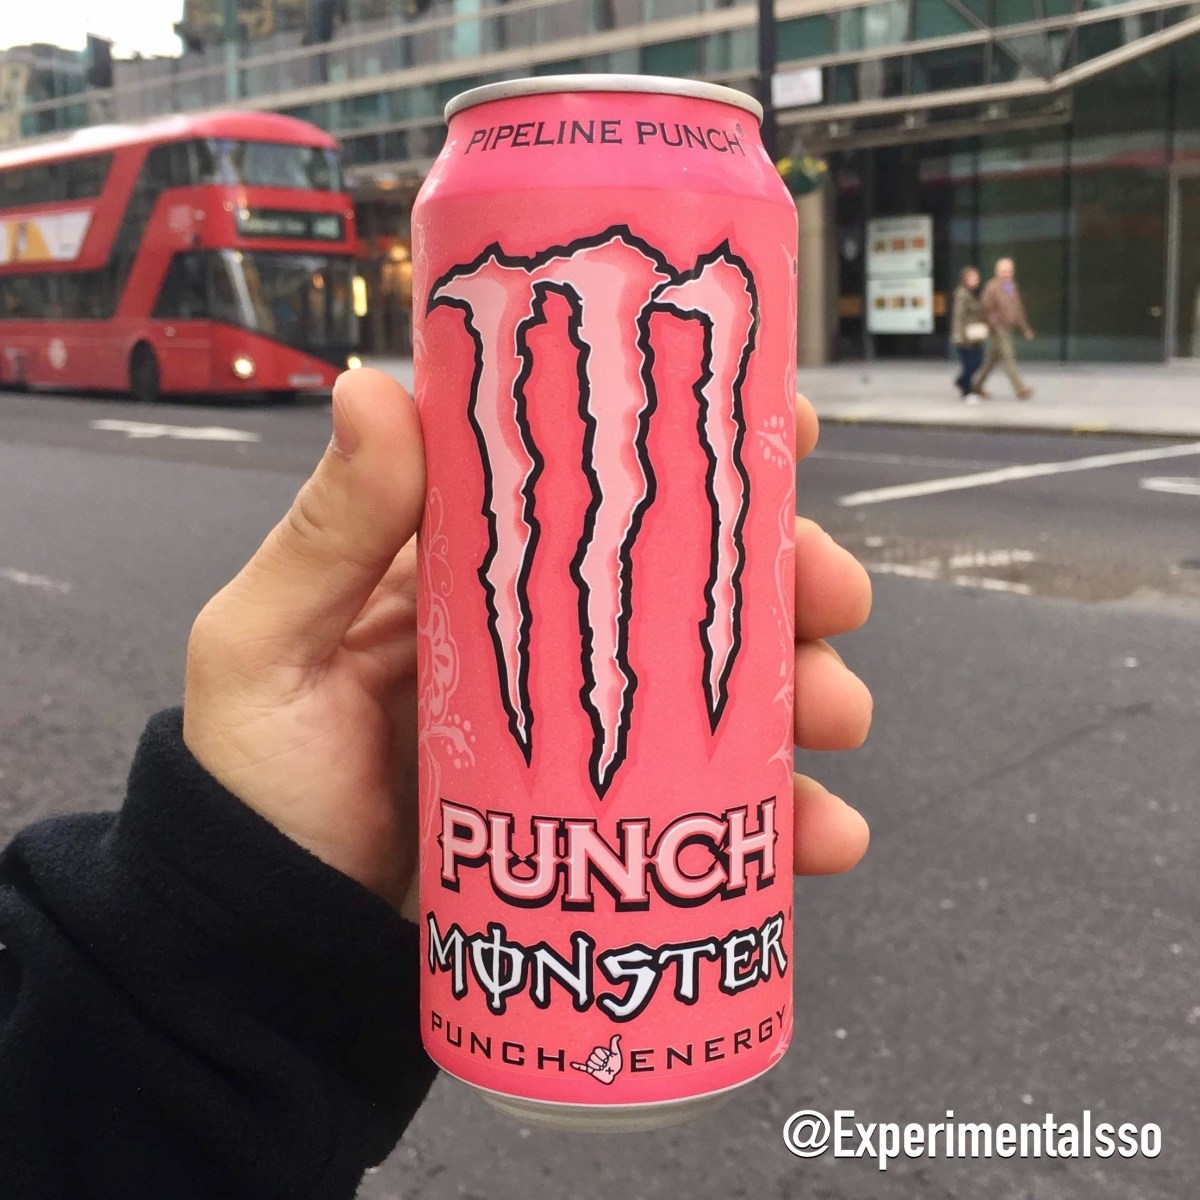 PIPELINE PUNCH®
PUNCH
MONSTER
PUNCH ENERGY
@Experimentalsso